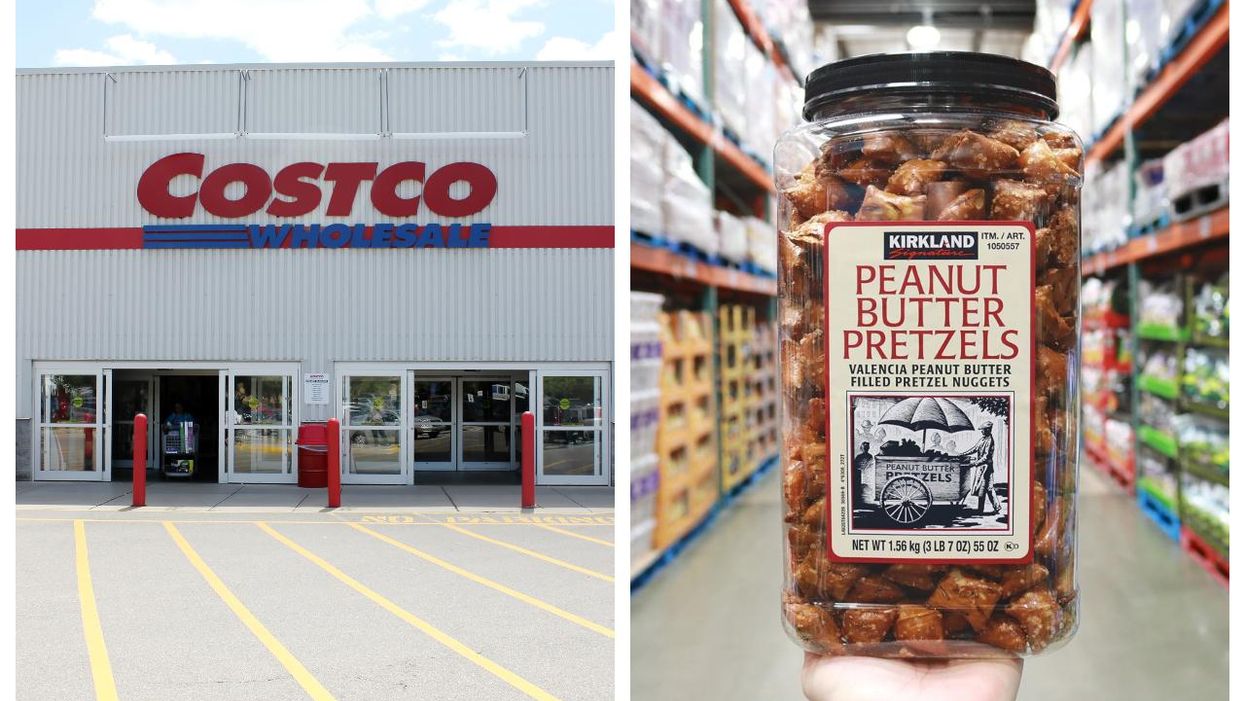 COSTCO
WHOLESALE
NO PARKING
KIRKLAND
Signature
ITM. / ART.
1050557
PEANUT
BUTTER
PRETZELS
VALENCIA PEANUT BUTTER
FILLED PRETZEL NUGGETS
PEANUT BUTTER
PRETZELS
NET WT 1.56 kg (3 LB 7 OZ) 55 OZ